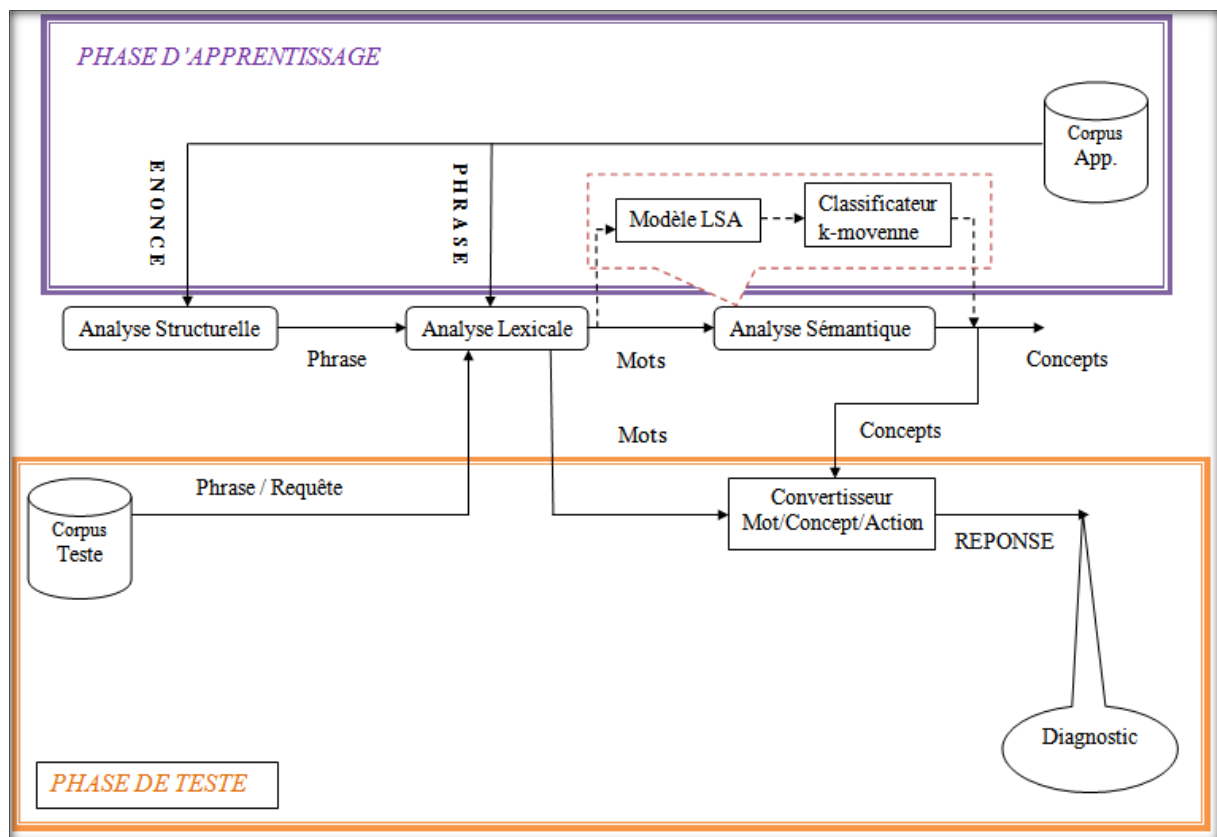 PHASE D'APPRENTISSAGE
Corpus
App.
ENONCE
PHRASE
Modèle LSA
Classificateur
k-movenne
Analyse Structurelle
Analyse Lexicale
Analyse Sémantique
Phrase
Mots
Concepts
Mots
Concepts
Phrase / Requête
Corpus
Teste
Convertisseur
Mot/Concept/Action
REPONSE
Diagnostic
PHASE DE TESTE